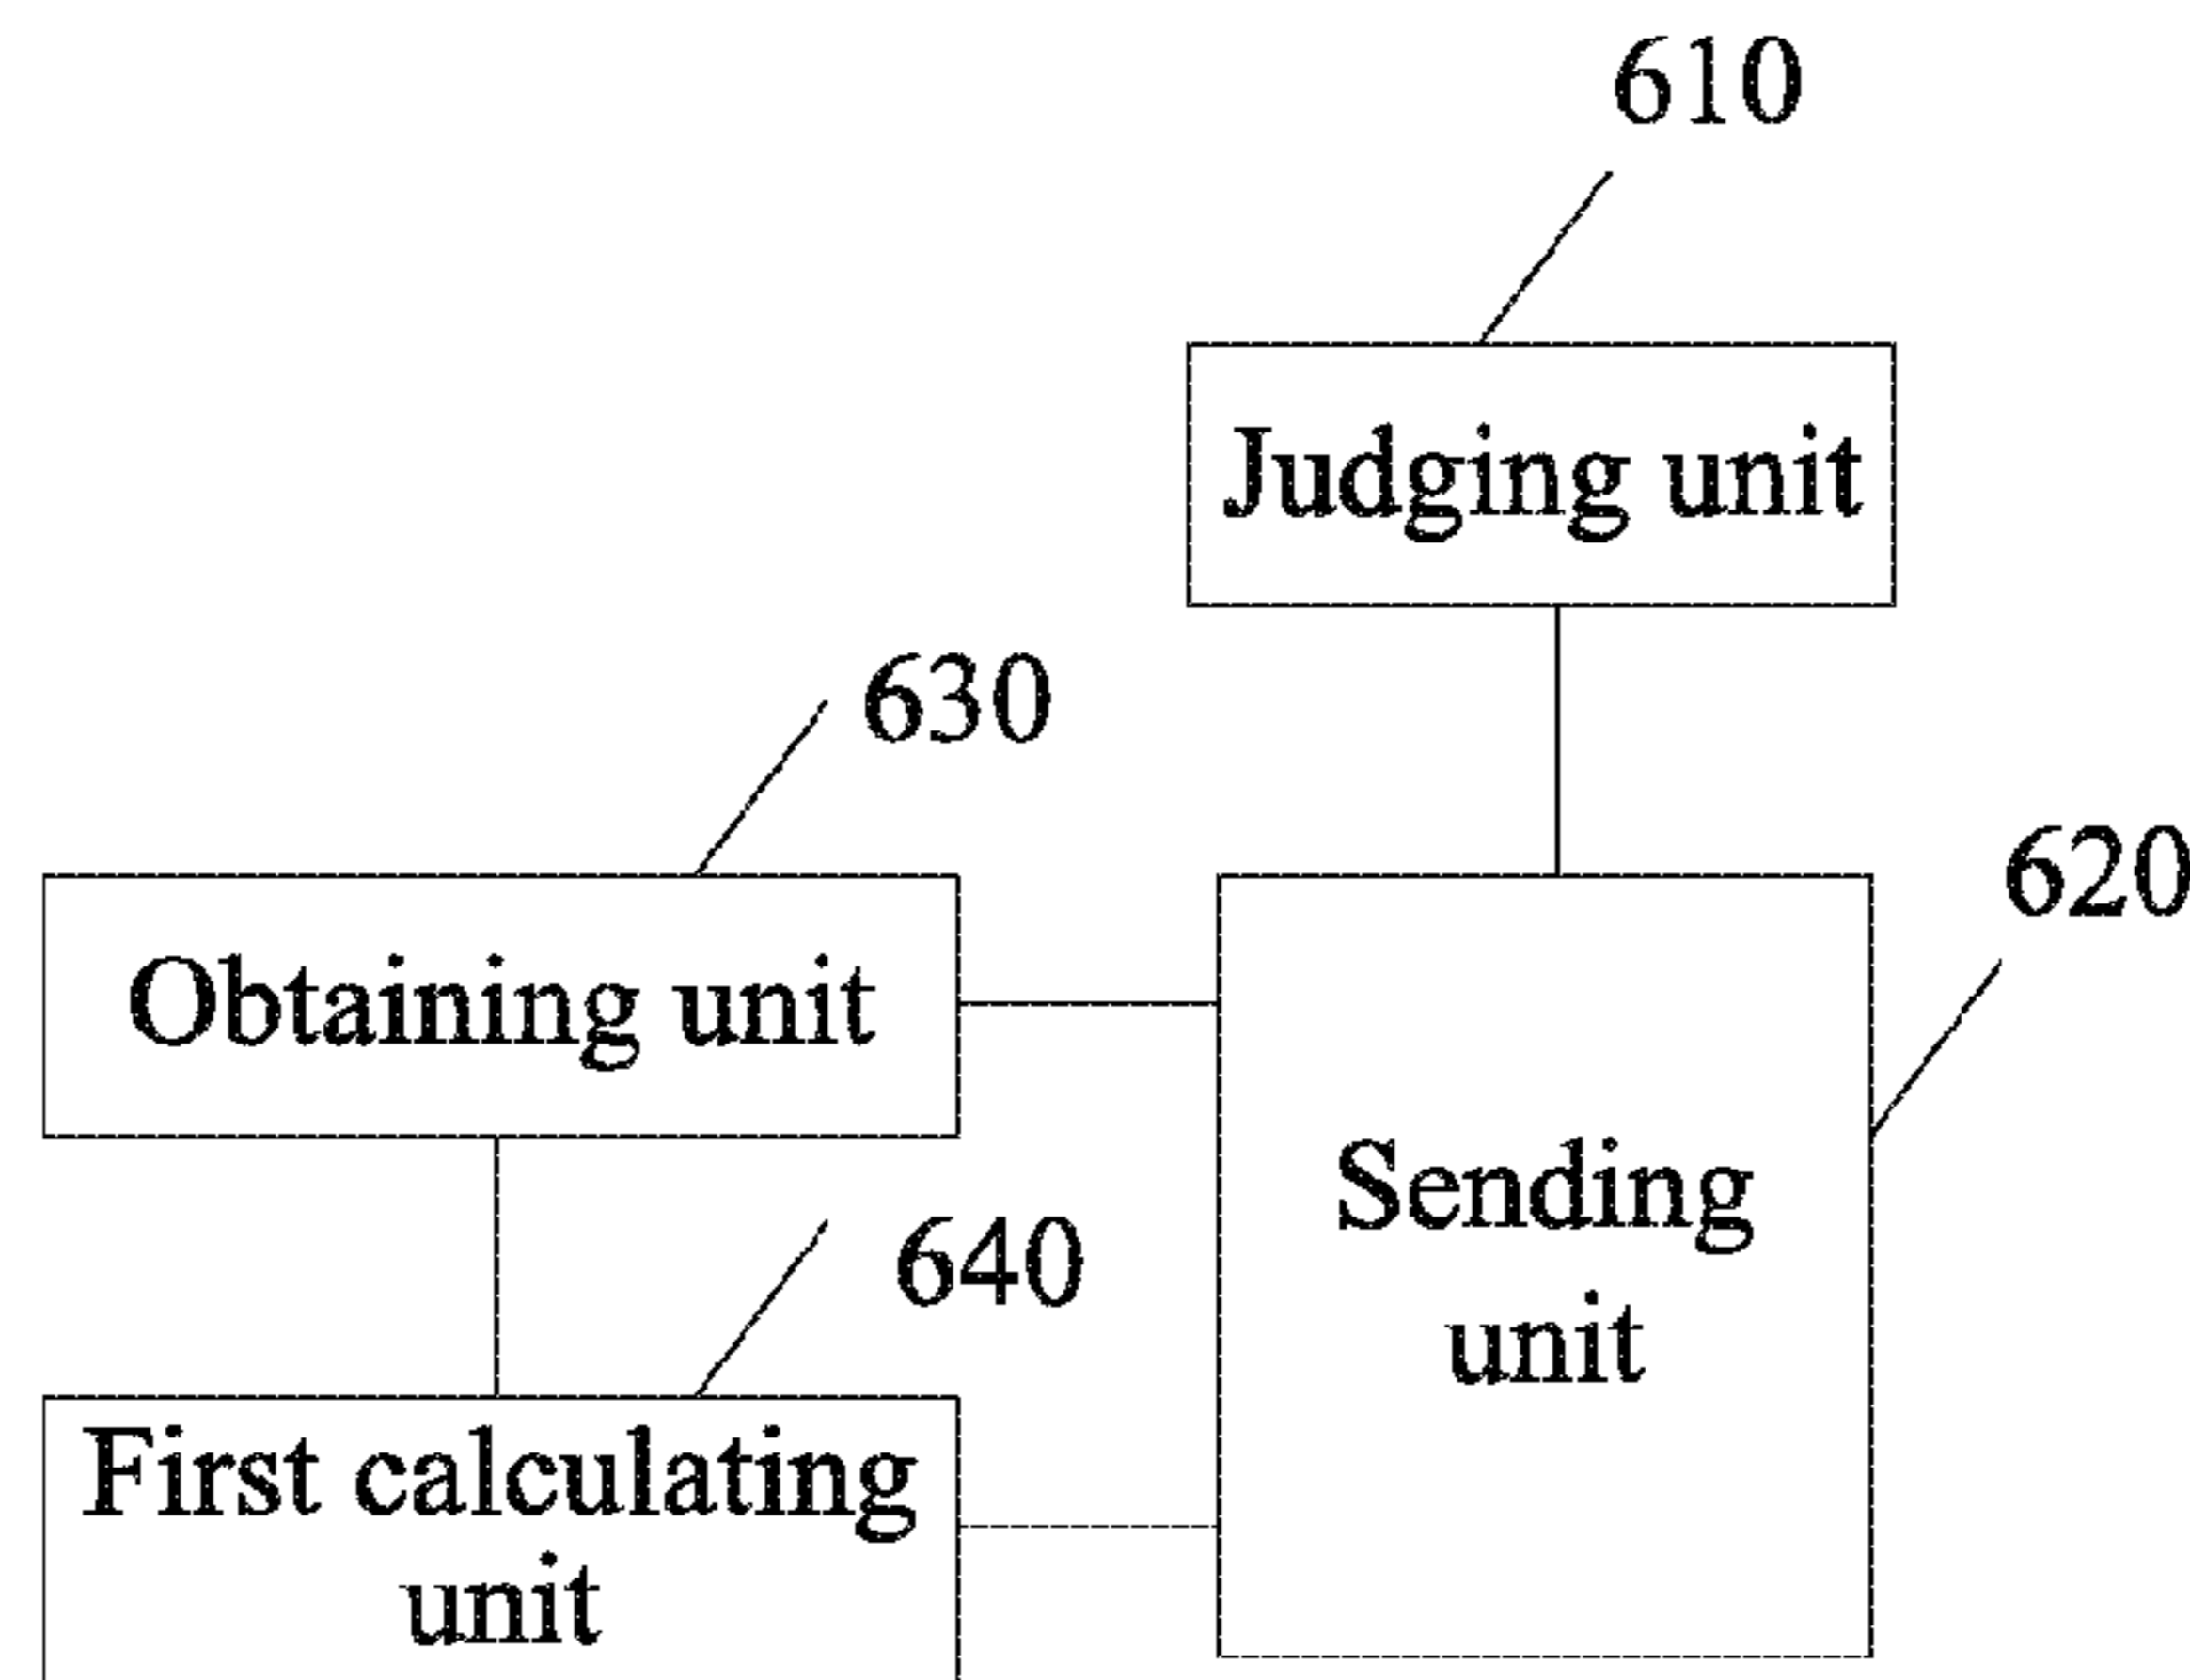 610
Judging unit
630
620
Obtaining unit
Sending
unit
640
First calculating
unit